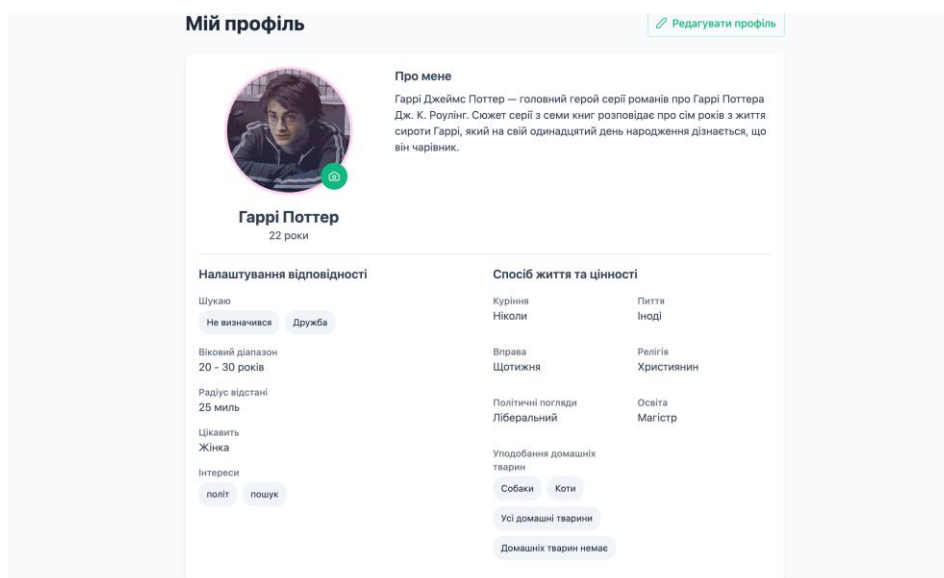 Мій профіль
Редагувати профіль
Про мене
Гаррі Джеймс Поттер — головний герой серії романів про Гаррі Поттера
Дж. К. Роулінг. Сюжет серії з семи книг розповідає про сім років з життя
сироти Гаррі, який на свій одинадцятий день народження дізнається, що
він чарівник.
Гаррі Поттер
22 роки
Налаштування відповідності
Шукаю
Не визначився
Дружба
Віковий діапазон
20 - 30 років
Радіус відстані
25 миль
Цікавить
Жінка
Інтереси
політ
пошук
Спосіб життя та цінності
Куріння
Ніколи
Пиття
Іноді
Вправа
Щотижня
Релігія
Християнин
Політичні погляди
Ліберальний
Освіта
Магістр
Уподобання домашніх
тварин
Собаки
Коти
Усі домашні тварини
Домашніх тварин немає